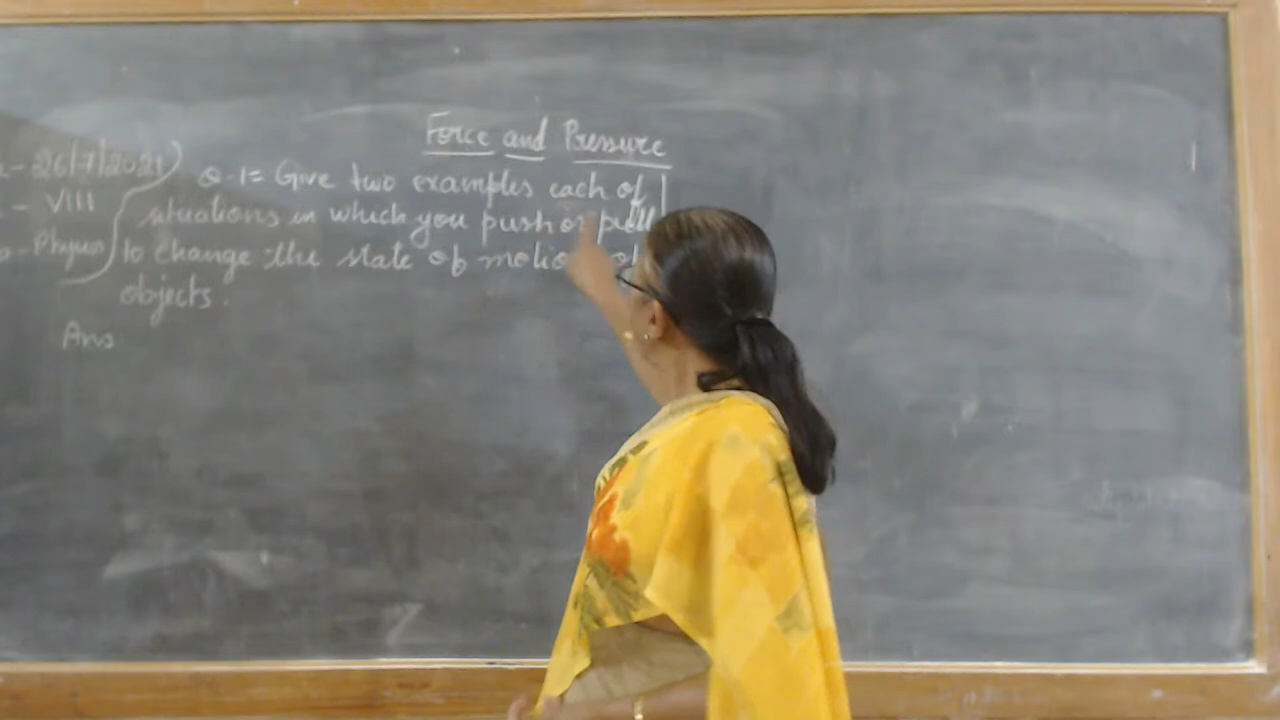 Force and Pressure
26/7/2021
Q.1= Give two examples each of
VIII
situations in which you push or pull
Physics
to change the state of motion of
objects.
Ans